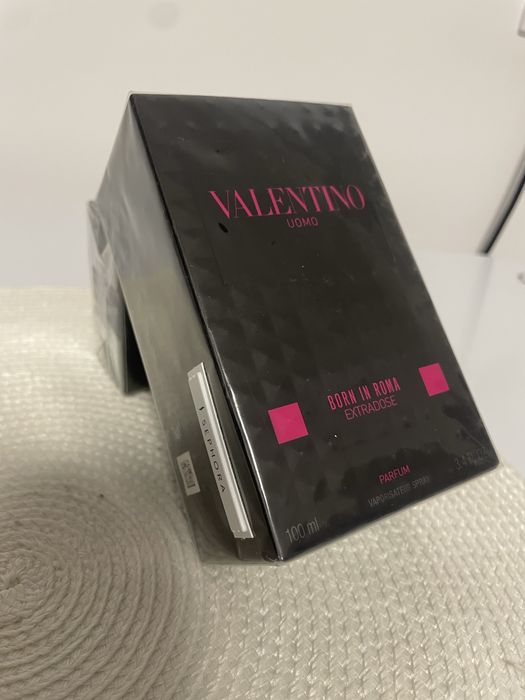 VALENTINO
UOMO
BORN IN ROMA
EXTRADOSE
PARFUM
VAPORISATEUR SPRAY
100 ml
SEPHORA